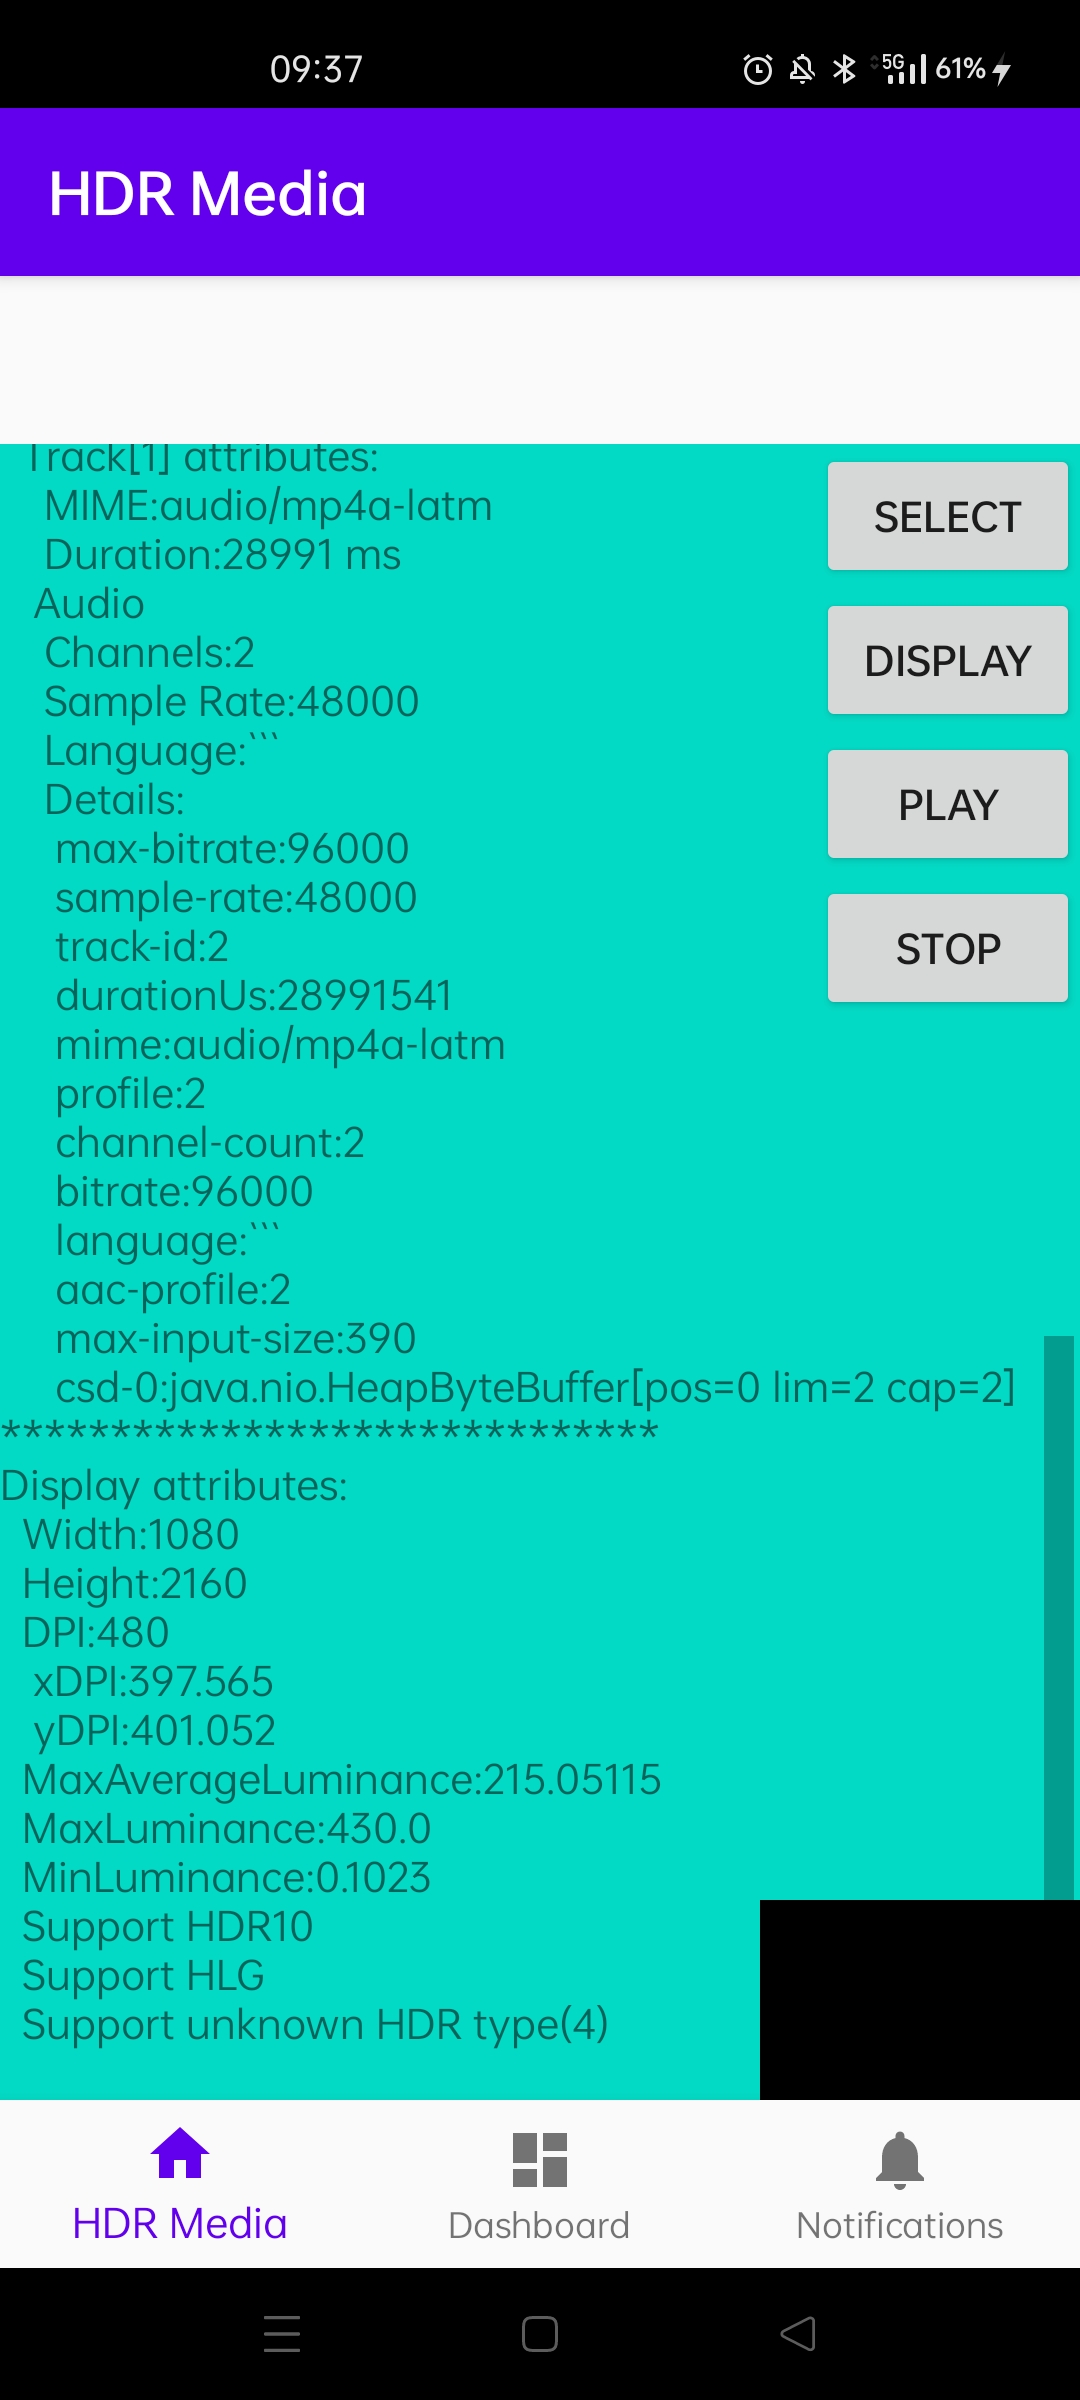 09:37
5G 61%
HDR Media
Track[1] attributes:
MIME:audio/mp4a-latm
Duration:28991 ms
Audio
Channels:2
Sample Rate:48000
Language:```
Details:
max-bitrate:96000
sample-rate:48000
track-id:2
durationUs:28991541
mime:audio/mp4a-latm
profile:2
channel-count:2
bitrate:96000
language:```
aac-profile:2
max-input-size:390
csd-0:java.nio.HeapByteBuffer[pos=0 lim=2 cap=2]
******************************
Display attributes:
Width:1080
Height:2160
DPI:480
xDPI:397.565
yDPI:401.052
MaxAverageLuminance:215.05115
MaxLuminance:430.0
MinLuminance:0.1023
Support HDR10
Support HLG
Support unknown HDR type(4)
SELECT
DISPLAY
PLAY
STOP
HDR Media
Dashboard
Notifications